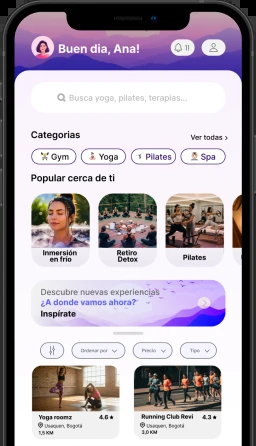 Buen dia, Ana!
11
Busca yoga, pilates, terapias...
Categorias
Ver todas >
Gym
Yoga
Pilates
Spa
Popular cerca de ti
Inmersión
en frío
Retiro
Detox
Pilates
Descubre nuevas experiencias
¿A donde vamos ahora?
Inspírate
Ordenar por
Precio
Tipo
Yoga roomz 4.6 ★
Usaquen, Bogotá
1,5 KM
Running Club Revi 4.3 ★
Usaquen, Bogotá
3,0 KM